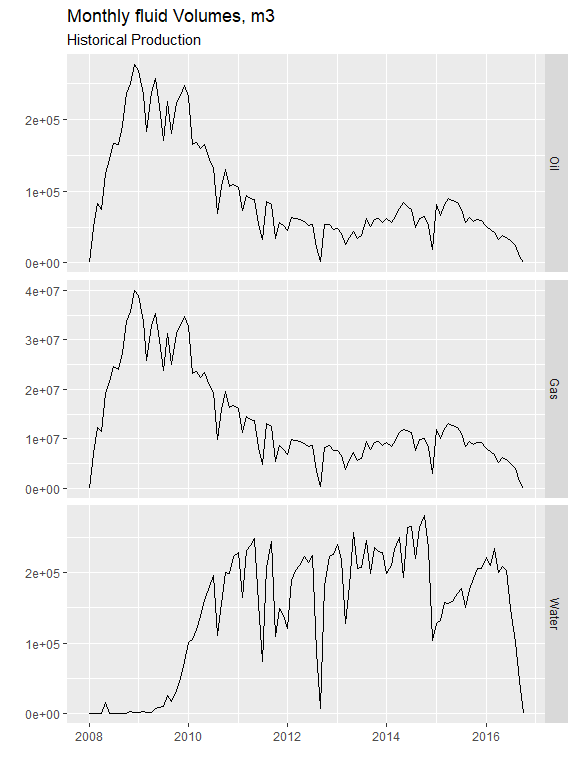 Monthly fluid Volumes, m3
Historical Production
2e+05
1e+05
0e+00
Oil
4e+07
3e+07
2e+07
1e+07
0e+00
Gas
2e+05
1e+05
0e+00
Water
2008 2010 2012 2014 2016